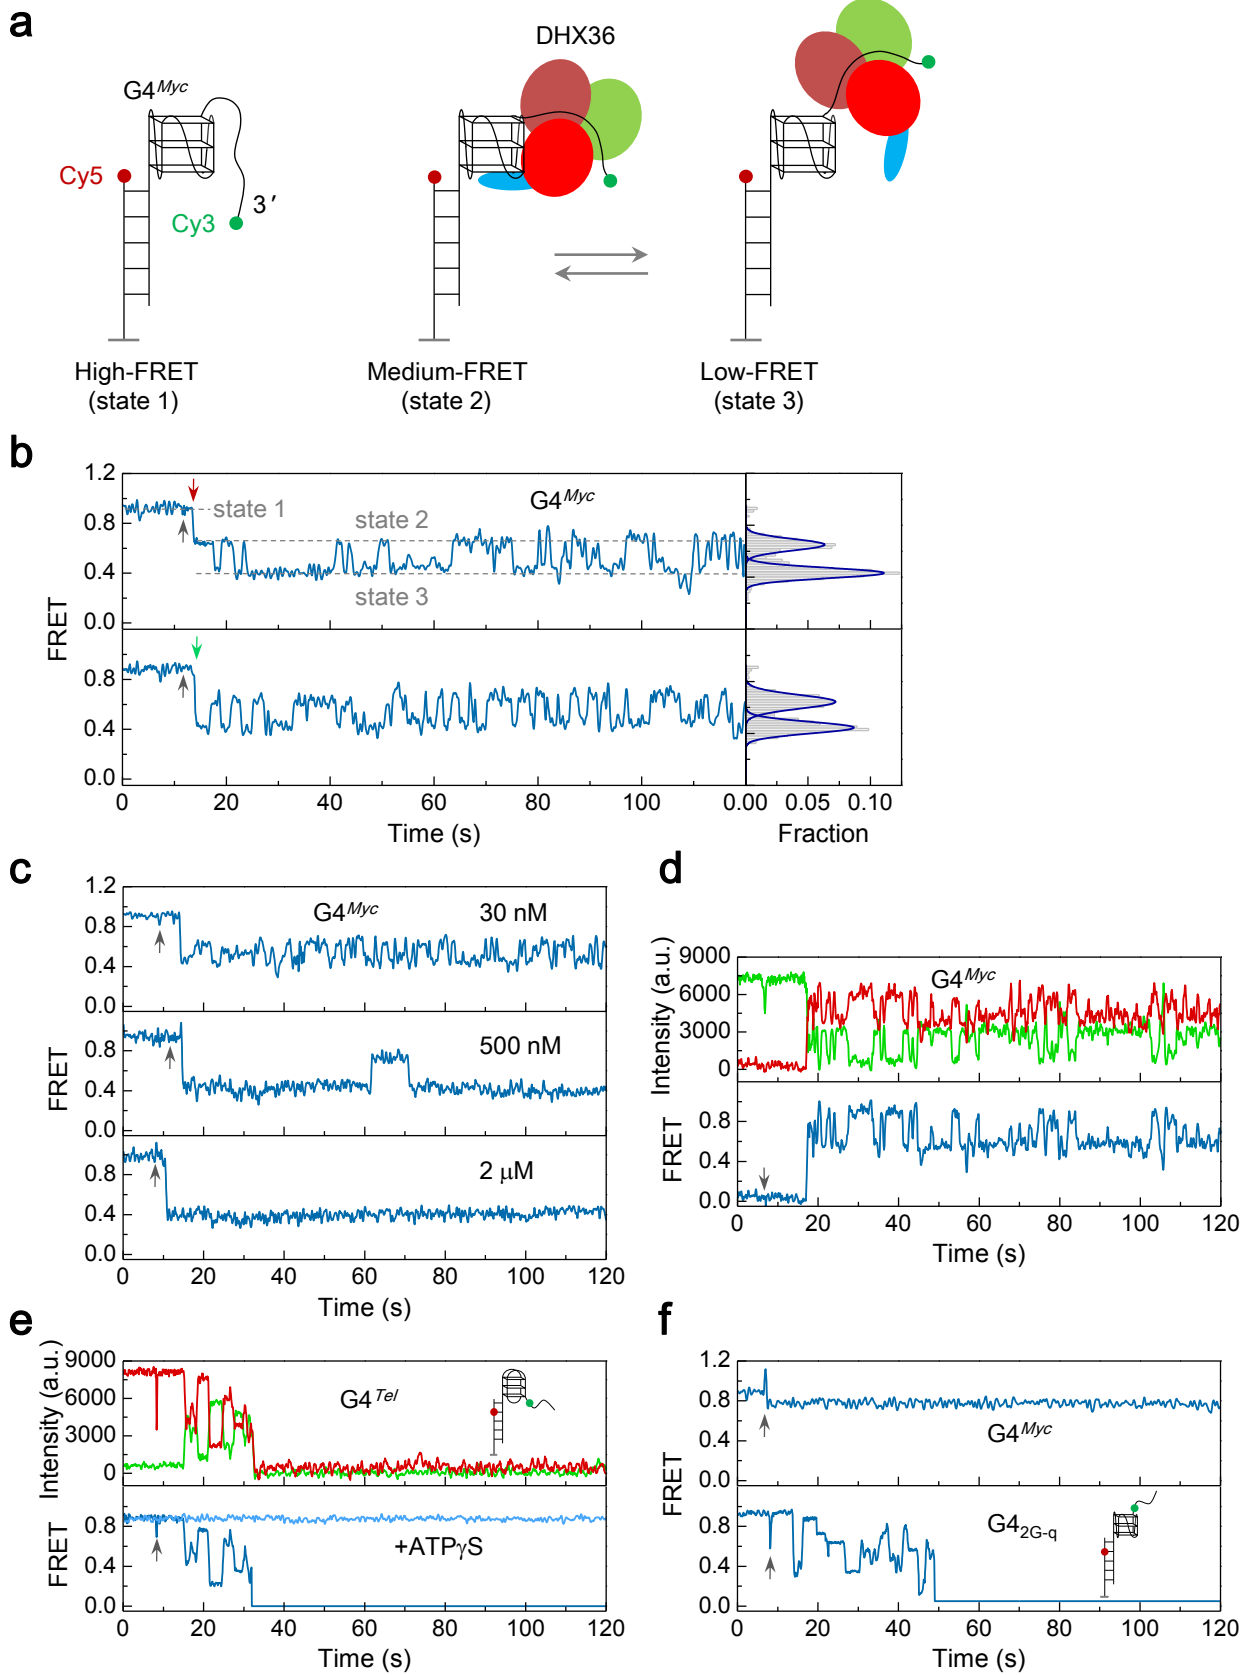 a
DHX36
G4Myc
Cy5
3′
Cy3
High-FRET
(state 1)
Medium-FRET
(state 2)
Low-FRET
(state 3)
b
1.2
0.8
0.4
0.0
0.8
0.4
0.0
FRET
state 1
state 2
state 3
G4Myc
0 20 40 60 80 100 0.00 0.05 0.10
Time (s)
Fraction
c
1.2
0.8
0.4
0.0
G4Myc 30 nM
0.8
0.4
0.0
500 nM
FRET
0.8
0.4
0.0
2 μM
0 20 40 60 80 100 120
Time (s)
d
9000
6000
3000
0
Intensity (a.u.)
G4Myc
0.8
0.4
0.0
FRET
0 20 40 60 80 100 120
Time (s)
e
9000
6000
3000
0
Intensity (a.u.)
G4Tel
0.8
0.4
0.0
FRET
+ATPγS
0 20 40 60 80 100 120
Time (s)
f
1.2
0.8
0.4
0.0
G4Myc
FRET
0.8
0.4
0.0
G42G-q
0 20 40 60 80 100 120
Time (s)